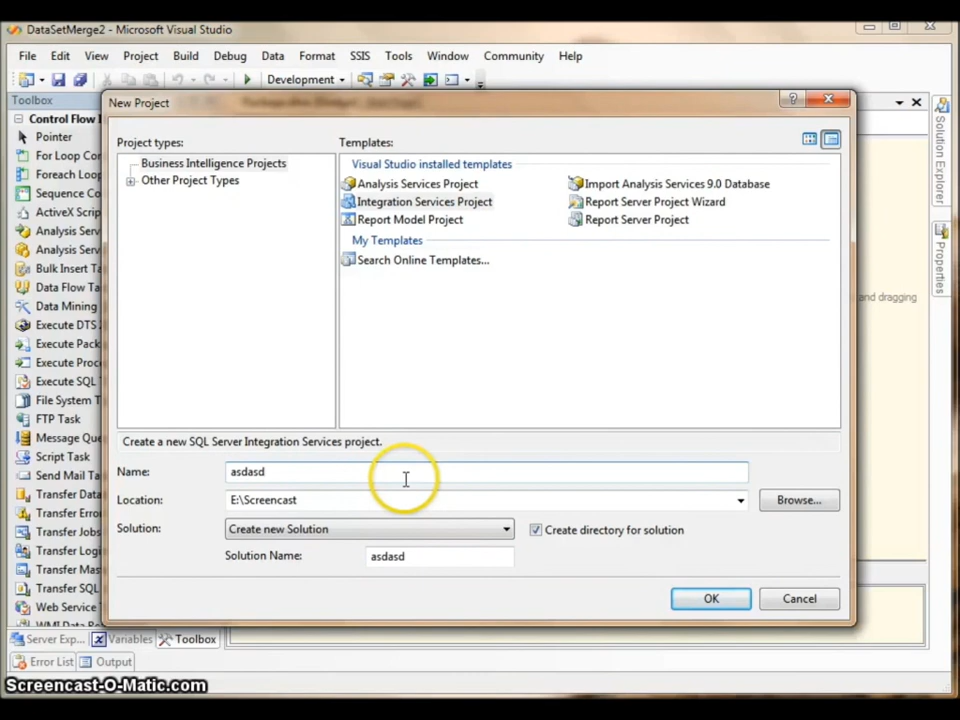 DataSetMerge2 - Microsoft Visual Studio
File Edit View Project Build Debug Data Format SSIS Tools Window Community Help
Development
Toolbox
New Project
Control Flow I
Pointer
For Loop Con
Foreach Loop
Sequence Co
ActiveX Scrip
Analysis Serv
Analysis Serv
Bulk Insert Ta
Data Flow Ta
Data Mining
Execute DTS
Execute Pack
Execute Proc
Execute SQL
File System T
FTP Task
Message Que
Script Task
Send Mail Ta
Transfer Data
Transfer Error
Transfer Jobs
Transfer Logi
Transfer Mas
Transfer SQL
Web Service
WMI Data Re
Project types:
Business Intelligence Projects
Other Project Types
Templates:
Visual Studio installed templates
Analysis Services Project
Integration Services Project
Report Model Project
Import Analysis Services 9.0 Database
Report Server Project Wizard
Report Server Project
My Templates
Search Online Templates...
Create a new SQL Server Integration Services project.
Name: asdasd
Location: E:\Screencast Browse...
Solution: Create new Solution Create directory for solution
Solution Name: asdasd
OK Cancel
Solution Explorer
Properties
and dragging
Server Exp... Variables Toolbox
Error List Output
Screencast-O-Matic.com